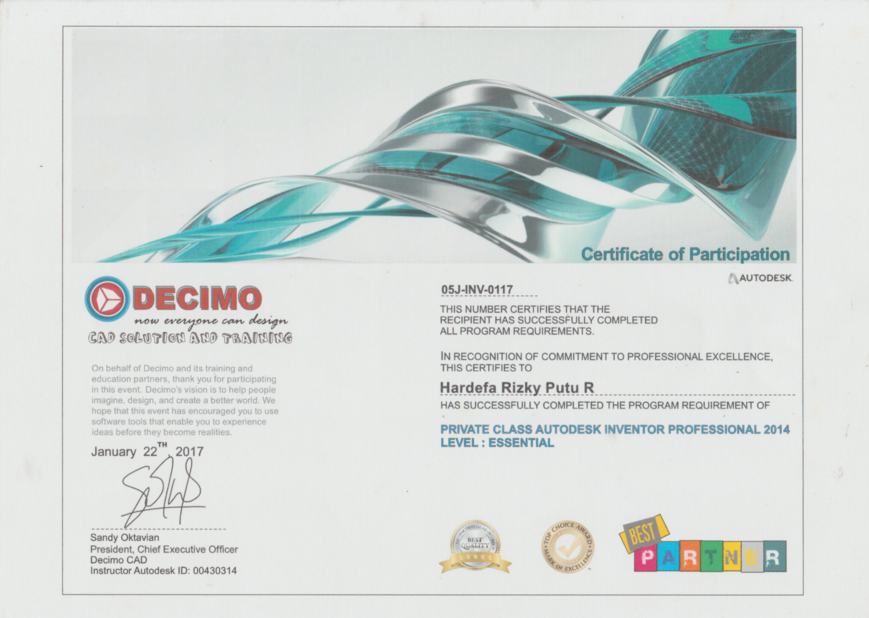 Certificate of Participation
AUTODESK.
DECIMO
now everyone can design
CAD SOLUTION AND TRAINING
On behalf of Decimo and its training and
education partners, thank you for participating
in this event. Decimo's vision is to help people
imagine, design, and create a better world. We
hope that this event has encouraged you to use
software tools that enable you to experience
ideas before they become realities.
January 22TH, 2017
Sandy Oktavian
President, Chief Executive Officer
Decimo CAD
Instructor Autodesk ID: 00430314
05J-INV-0117
THIS NUMBER CERTIFIES THAT THE
RECIPIENT HAS SUCCESSFULLY COMPLETED
ALL PROGRAM REQUIREMENTS.
IN RECOGNITION OF COMMITMENT TO PROFESSIONAL EXCELLENCE,
THIS CERTIFIES TO
Hardefa Rizky Putu R
HAS SUCCESSFULLY COMPLETED THE PROGRAM REQUIREMENT OF
PRIVATE CLASS AUTODESK INVENTOR PROFESSIONAL 2014
LEVEL : ESSENTIAL
BEST
QUALITY
TOP CHOICE AWARD
MARK OF EXCELLENCE
BEST
PARTNER